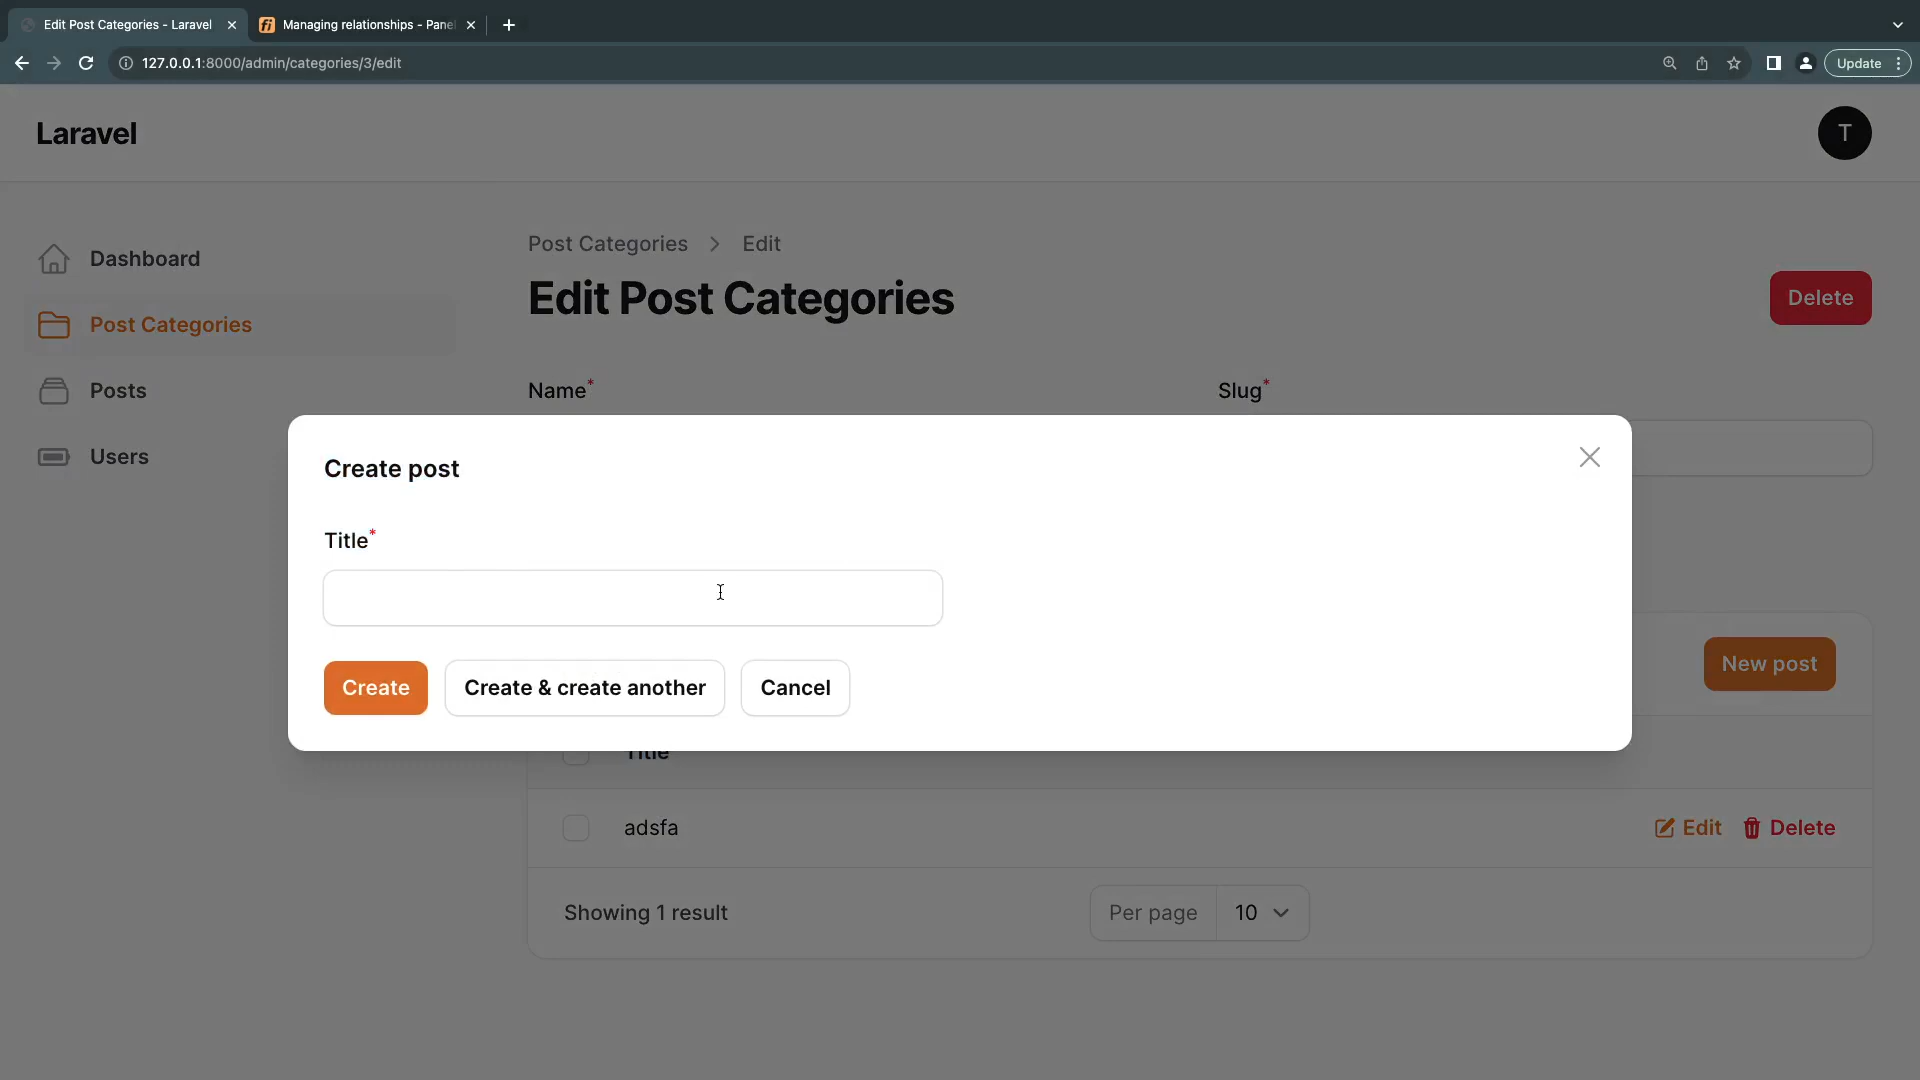 Edit Post Categories - Laravel
Managing relationships - Pane
127.0.0.1:8000/admin/categories/3/edit
Update
Laravel
T
Dashboard
Post Categories
Posts
Users
Post Categories > Edit
Edit Post Categories
Delete
Name*
Slug*
Create post
Title*
Create
Create & create another
Cancel
New post
Title
adsfa
Edit
Delete
Showing 1 result
Per page
10